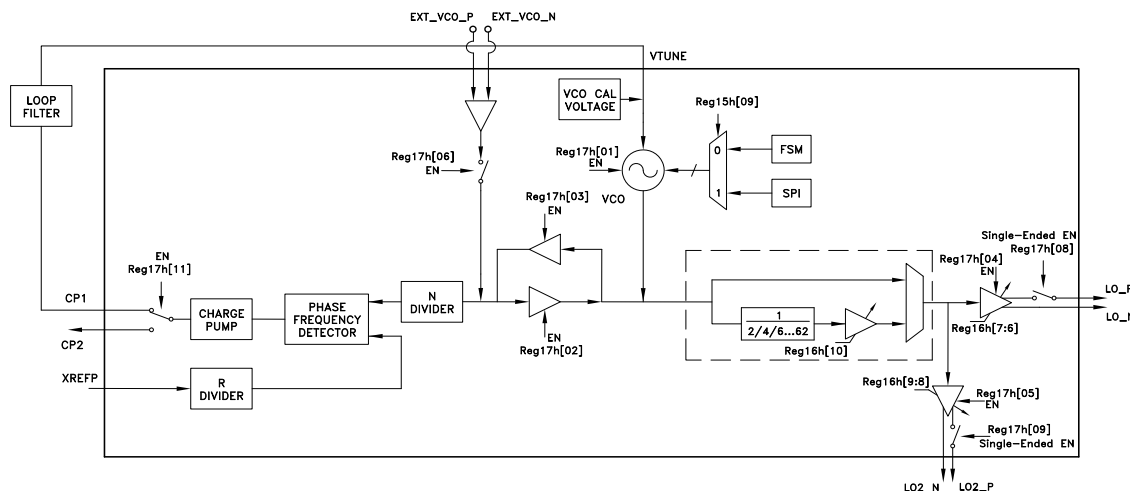 EXT_VCO_P EXT_VCO_N
VTUNE
LOOP
FILTER
VCO CAL
VOLTAGE
Reg15h[09]
0
1
FSM
SPI
Reg17h[06]
EN
Reg17h[01]
EN
VCO
Reg17h[03]
EN
EN
Reg17h[11]
CP1
CP2
CHARGE
PUMP
PHASE
FREQUENCY
DETECTOR
N
DIVIDER
EN
Reg17h[02]
XREFP
R
DIVIDER
1
2/4/6...62
Reg16h[10]
Single-Ended EN
Reg17h[08]
Reg17h[04]
EN
Reg16h[7:6]
Reg16h[9:8]
Reg17h[05]
EN
Reg17h[09]
Single-Ended EN
LO2_N LO2_P